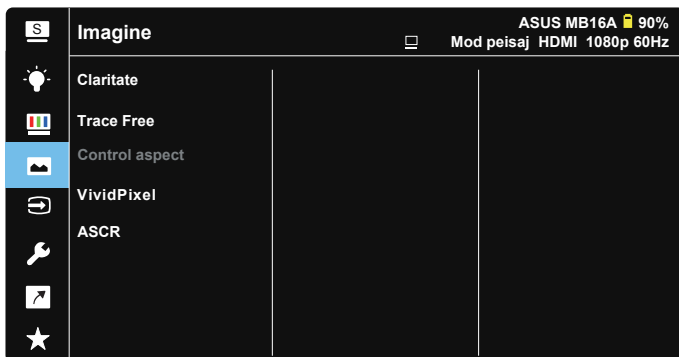 S
Imagine
ASUS MB16A 90%
Mod peisaj HDMI 1080p 60Hz
Claritate
Trace Free
Control aspect
VividPixel
ASCR